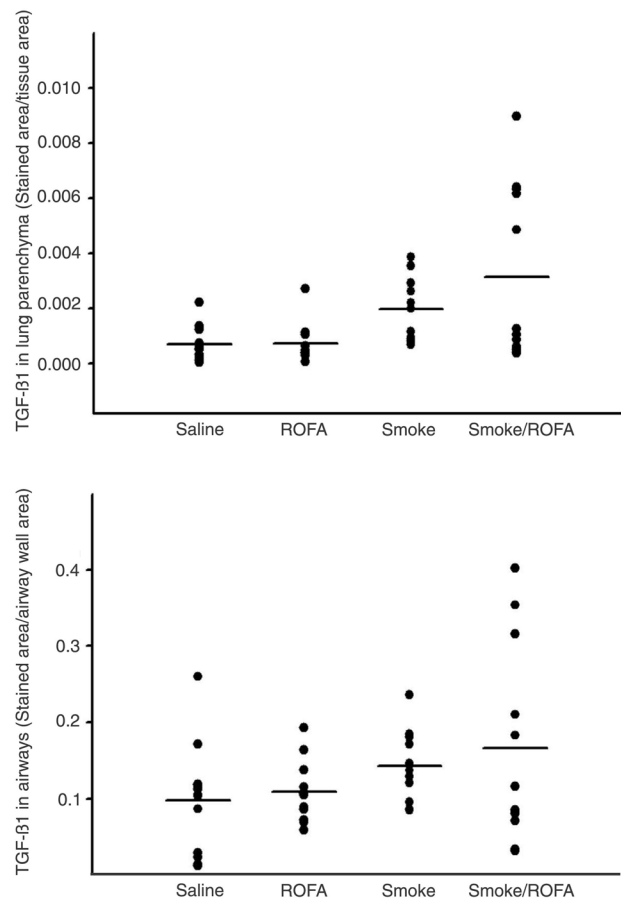 TGF-ß1 in lung parenchyma (Stained area/tissue area)
0.010
0.008
0.006
0.004
0.002
0.000
Saline ROFA Smoke Smoke/ROFA
TGF-ß1 in airways (Stained area/airway wall area)
0.4
0.3
0.2
0.1
Saline ROFA Smoke Smoke/ROFA